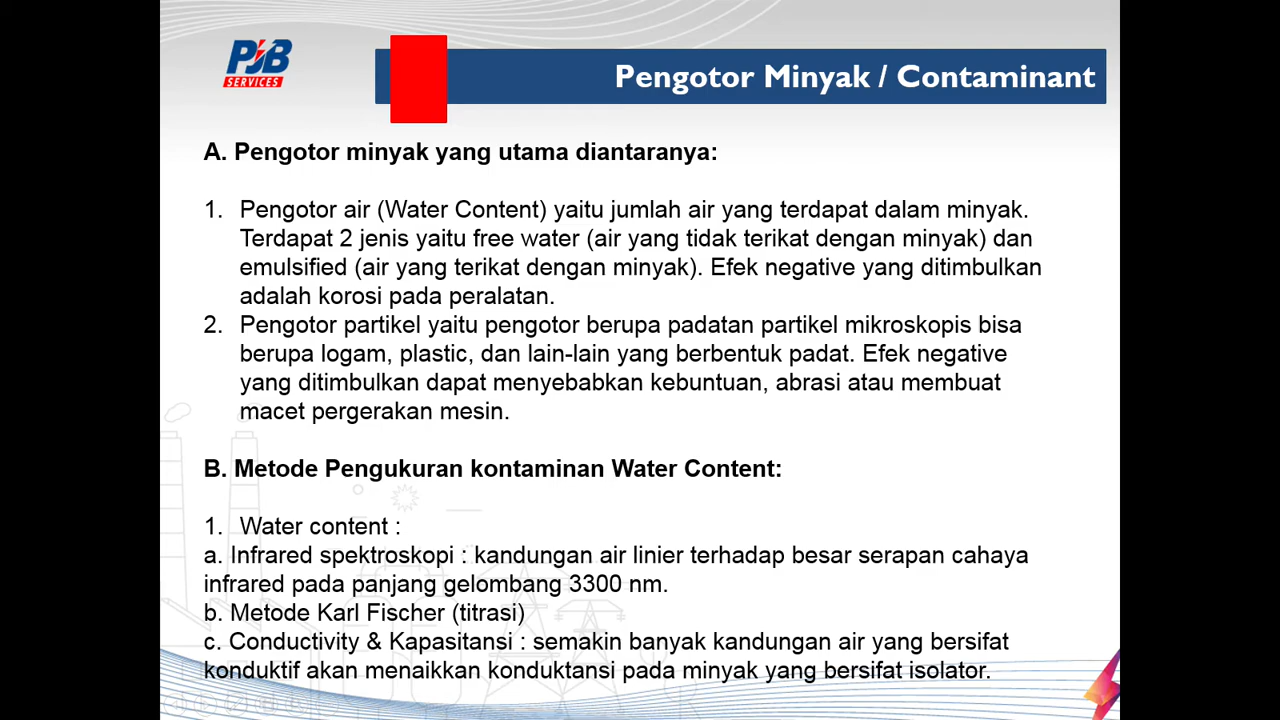 PJB
SERVICES
Pengotor Minyak / Contaminant
A. Pengotor minyak yang utama diantaranya:
1. Pengotor air (Water Content) yaitu jumlah air yang terdapat dalam minyak.
Terdapat 2 jenis yaitu free water (air yang tidak terikat dengan minyak) dan
emulsified (air yang terikat dengan minyak). Efek negative yang ditimbulkan
adalah korosi pada peralatan.
2. Pengotor partikel yaitu pengotor berupa padatan partikel mikroskopis bisa
berupa logam, plastic, dan lain-lain yang berbentuk padat. Efek negative
yang ditimbulkan dapat menyebabkan kebuntuan, abrasi atau membuat
macet pergerakan mesin.
B. Metode Pengukuran kontaminan Water Content:
1. Water content :
a. Infrared spektroskopi : kandungan air linier terhadap besar serapan cahaya
infrared pada panjang gelombang 3300 nm.
b. Metode Karl Fischer (titrasi)
c. Conductivity & Kapasitansi : semakin banyak kandungan air yang bersifat
konduktif akan menaikkan konduktansi pada minyak yang bersifat isolator.